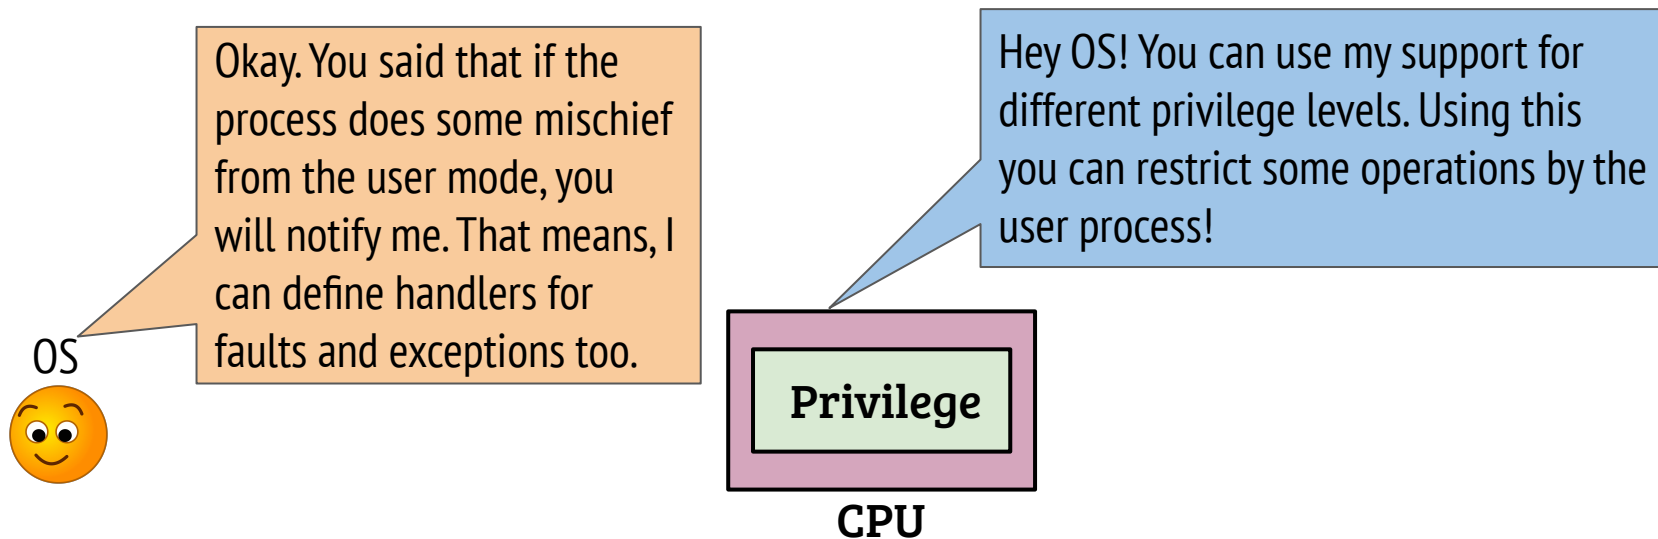 Okay. You said that if the
process does some mischief
from the user mode, you
will notify me. That means, I
can define handlers for
faults and exceptions too.
OS
Hey OS! You can use my support for
different privilege levels. Using this
you can restrict some operations by the
user process!
Privilege
CPU